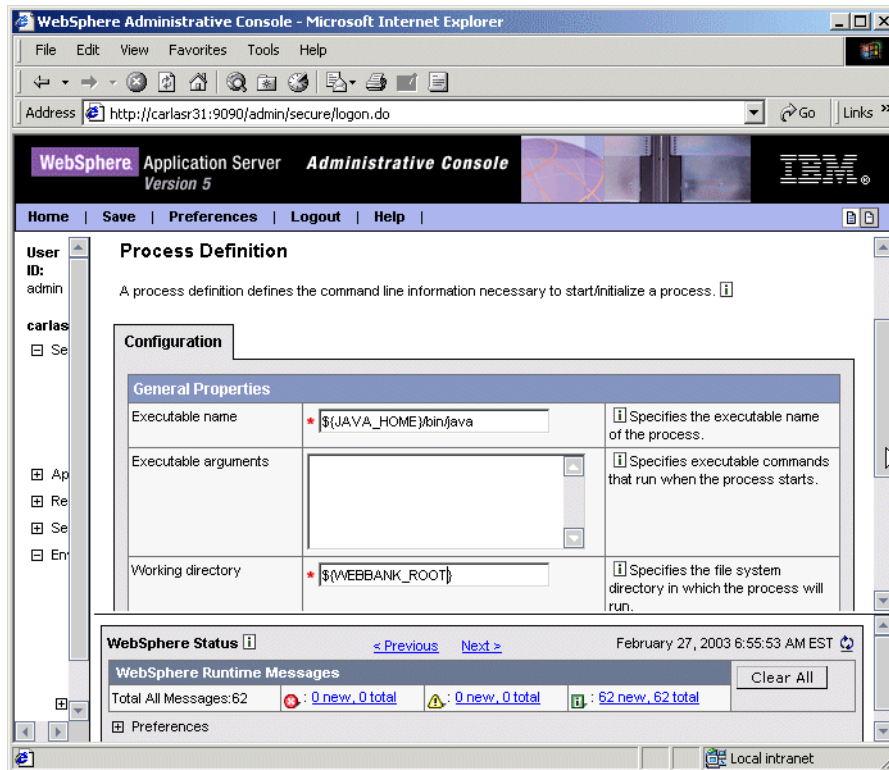 WebSphere Administrative Console - Microsoft Internet Explorer
File Edit View Favorites Tools Help
Address http://carlasr31:9090/admin/secure/logon.do Go Links »
WebSphere Application Server Administrative Console
Version 5
IBM®
Home | Save | Preferences | Logout | Help |
User
ID:
admin
carlas
Se
Ap
Re
Se
En
Process Definition
A process definition defines the command line information necessary to start/initialize a process. i
Configuration
General Properties
Executable name * ${JAVA_HOME}/bin/java i Specifies the executable name
of the process.
Executable arguments i Specifies executable commands
that run when the process starts.
Working directory * ${WEBBANK_ROOT} i Specifies the file system
directory in which the process will
run.
WebSphere Status i < Previous Next > February 27, 2003 6:55:53 AM EST
WebSphere Runtime Messages
Clear All
Total All Messages:62 : 0 new, 0 total : 0 new, 0 total : 62 new, 62 total
Preferences
Local intranet